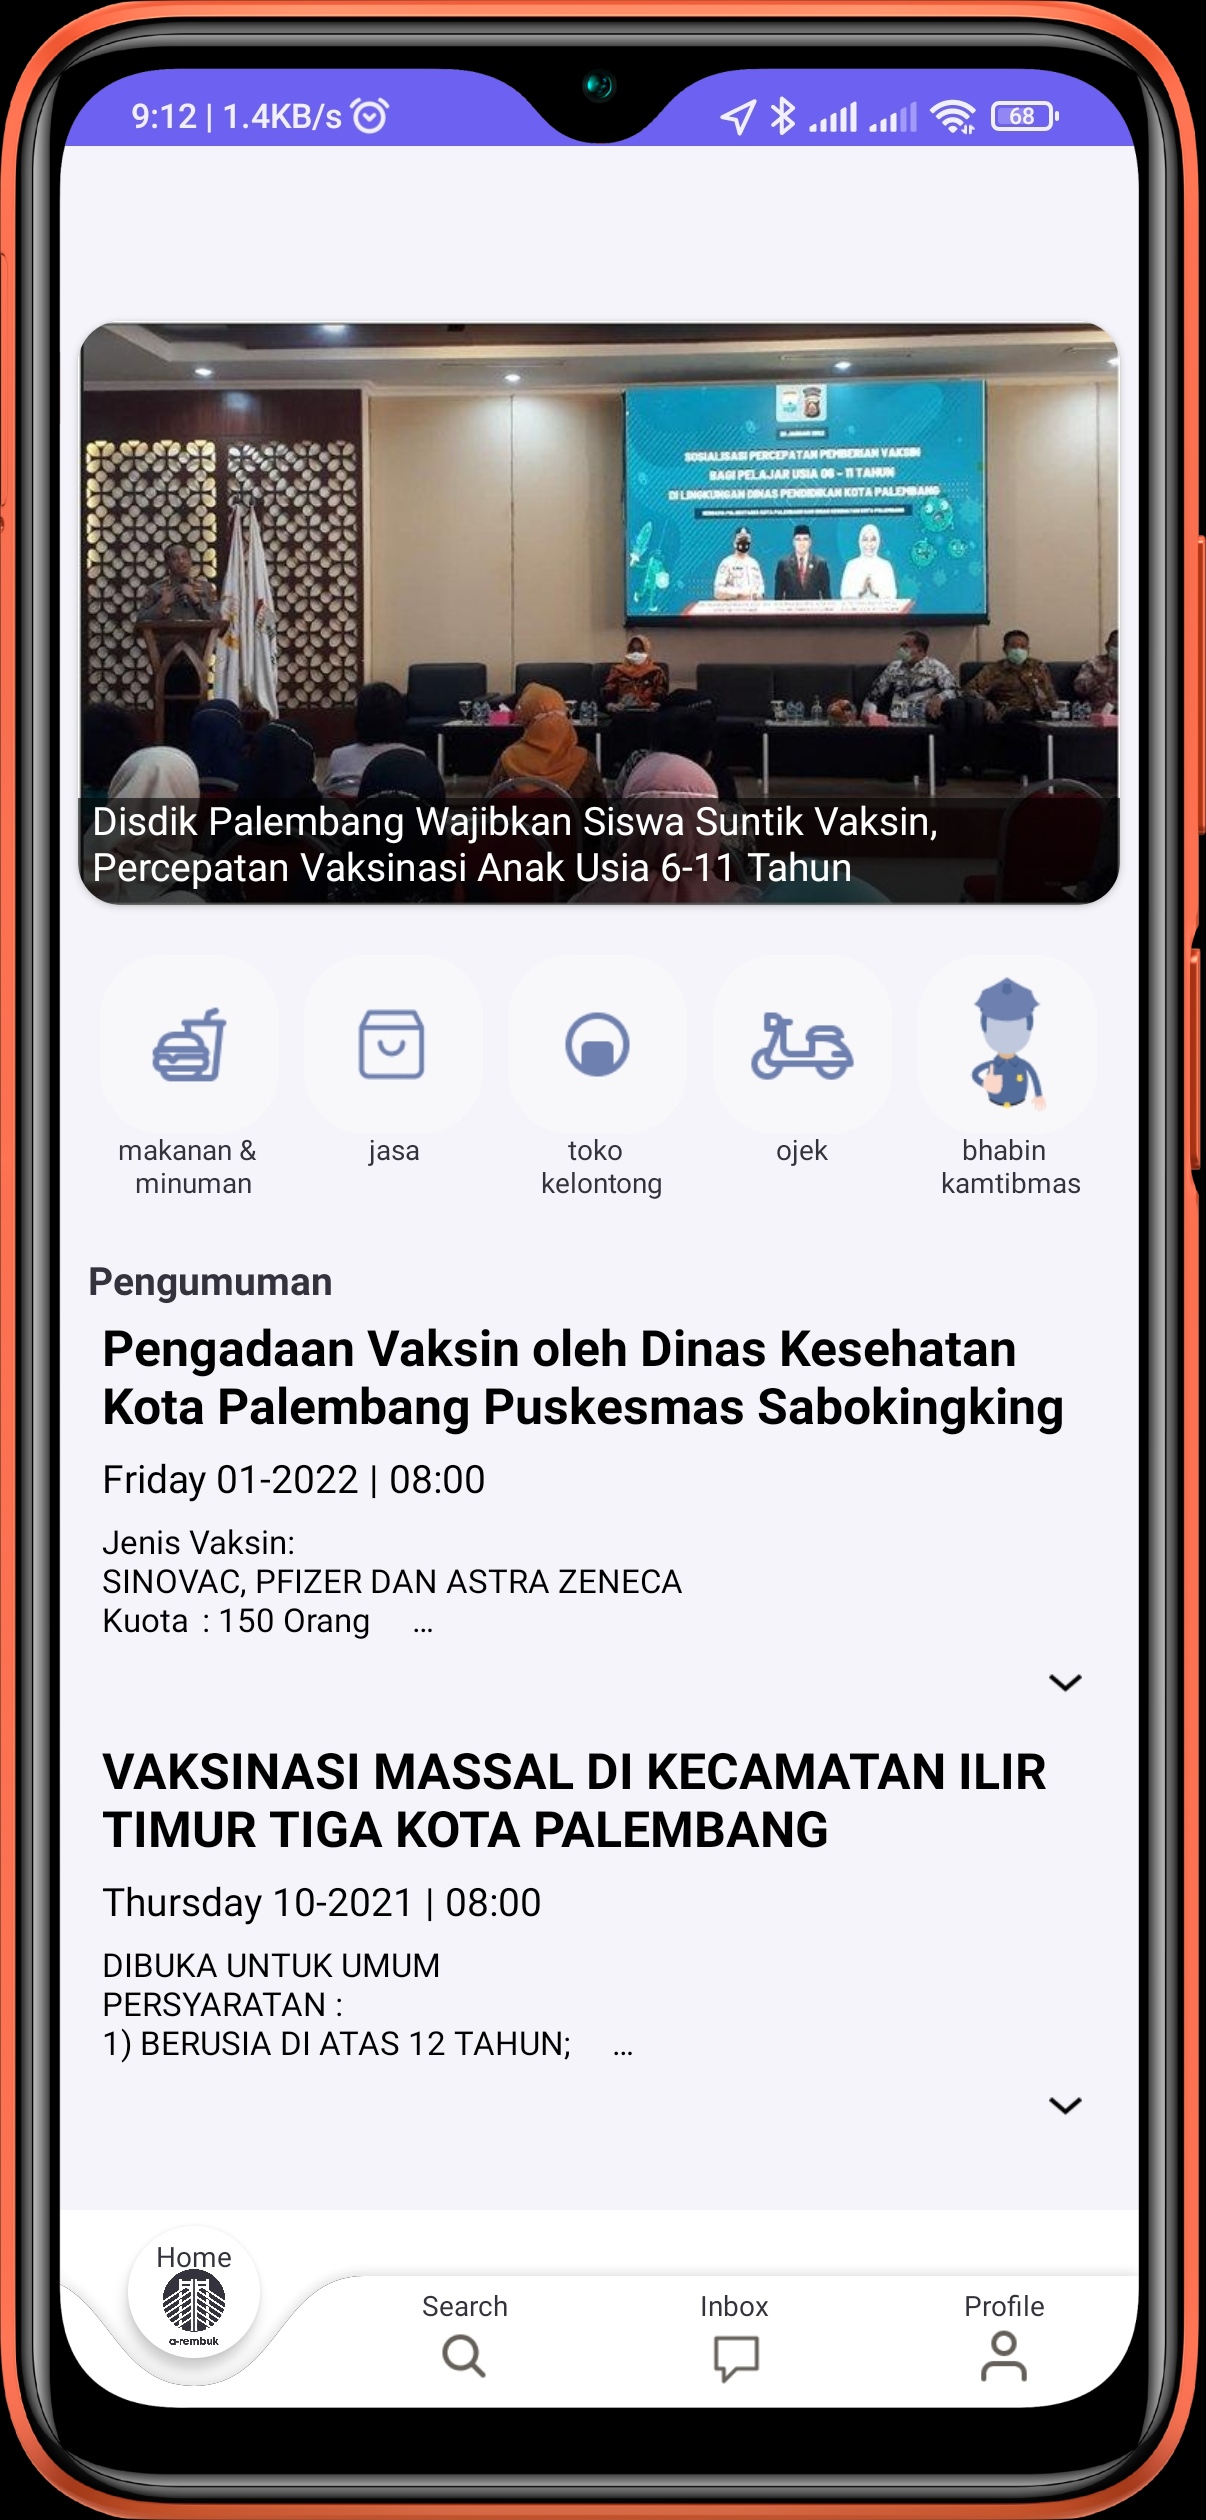 9:12 | 1.4KB/s
68
21 JANUARI 2022
SOSIALISASI PERCEPATAN PEMBERIAN VAKSIN
BAGI PELAJAR USIA 06 - 11 TAHUN
DI LINGKUNGAN DINAS PENDIDIKAN KOTA PALEMBANG
Disdik Palembang Wajibkan Siswa Suntik Vaksin,
Percepatan Vaksinasi Anak Usia 6-11 Tahun
makanan &
minuman
jasa
toko
kelontong
ojek
bhabin
kamtibmas
Pengumuman
Pengadaan Vaksin oleh Dinas Kesehatan
Kota Palembang Puskesmas Sabokingking
Friday 01-2022 | 08:00
Jenis Vaksin:
SINOVAC, PFIZER DAN ASTRA ZENECA
Kuota : 150 Orang ...
VAKSINASI MASSAL DI KECAMATAN ILIR
TIMUR TIGA KOTA PALEMBANG
Thursday 10-2021 | 08:00
DIBUKA UNTUK UMUM
PERSYARATAN :
1) BERUSIA DI ATAS 12 TAHUN; ...
Home
a-rembuk
Search
Inbox
Profile